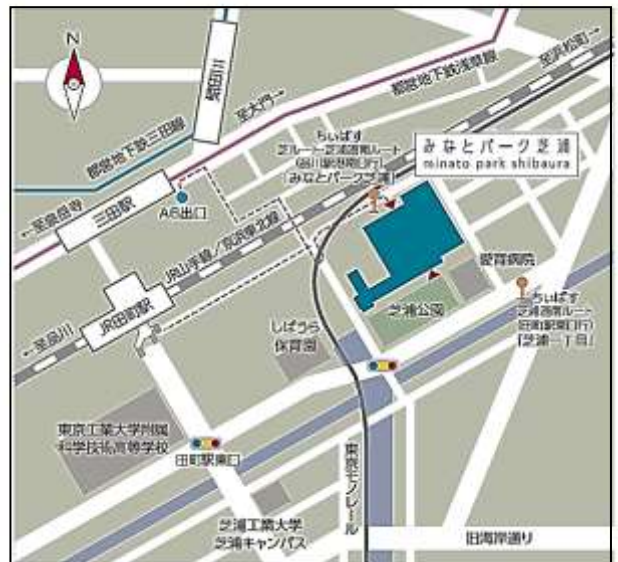 N
三田駅
都営地下鉄三田線
至大門→
都営地下鉄浅草線
至浜松町→
ちぃばす
芝ルート・芝浦港南ルート
(品川駅港南口行)
「みなとパーク芝浦」
みなとパーク芝浦
minato park shibaura
←至泉岳寺
A6出口
JR山手線/京浜東北線
JR田町駅
←至品川
愛育病院
芝浦公園
ちぃばす
芝浦港南ルート
(田町駅東口行)
「芝浦一丁目」
しばうら
保育園
東京工業大学附属
科学技術高等学校
田町駅東口
東京モノレール
芝浦工業大学
芝浦キャンパス
旧海岸通り